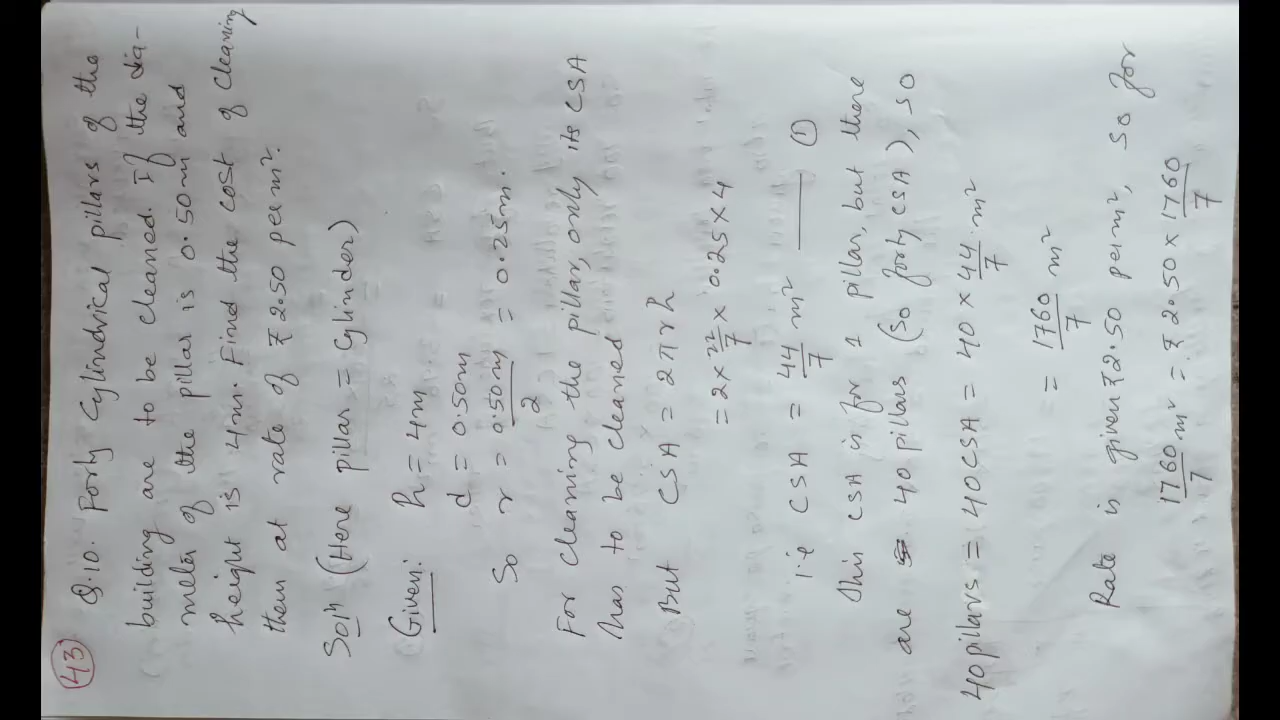 43
Q.10. Forty Cylindrical pillars of the
building are to be cleaned. If the dia-
meter of the pillar is 0.50m and
height is 4m. Find the cost of cleaning
them at rate of ₹ 2.50 per m².
Solⁿ (Here pillar = Cylinder)
Given: h = 4m
d = 0.50m
So r = 0.50m/2 = 0.25m.
For cleaning the pillar, only its CSA
has to be cleaned
But CSA = 2πrh
= 2 × 22/7 × 0.25 × 4
i.e CSA = 44/7 m² —— ①
This CSA is for 1 pillar, but there
are 40 pillars (So forty CSA), so
40 pillars = 40 CSA = 40 × 44/7 m²
= 1760/7 m²
Rate is given ₹2.50 per m², so for
1760/7 m² = ₹ 2.50 × 1760/7